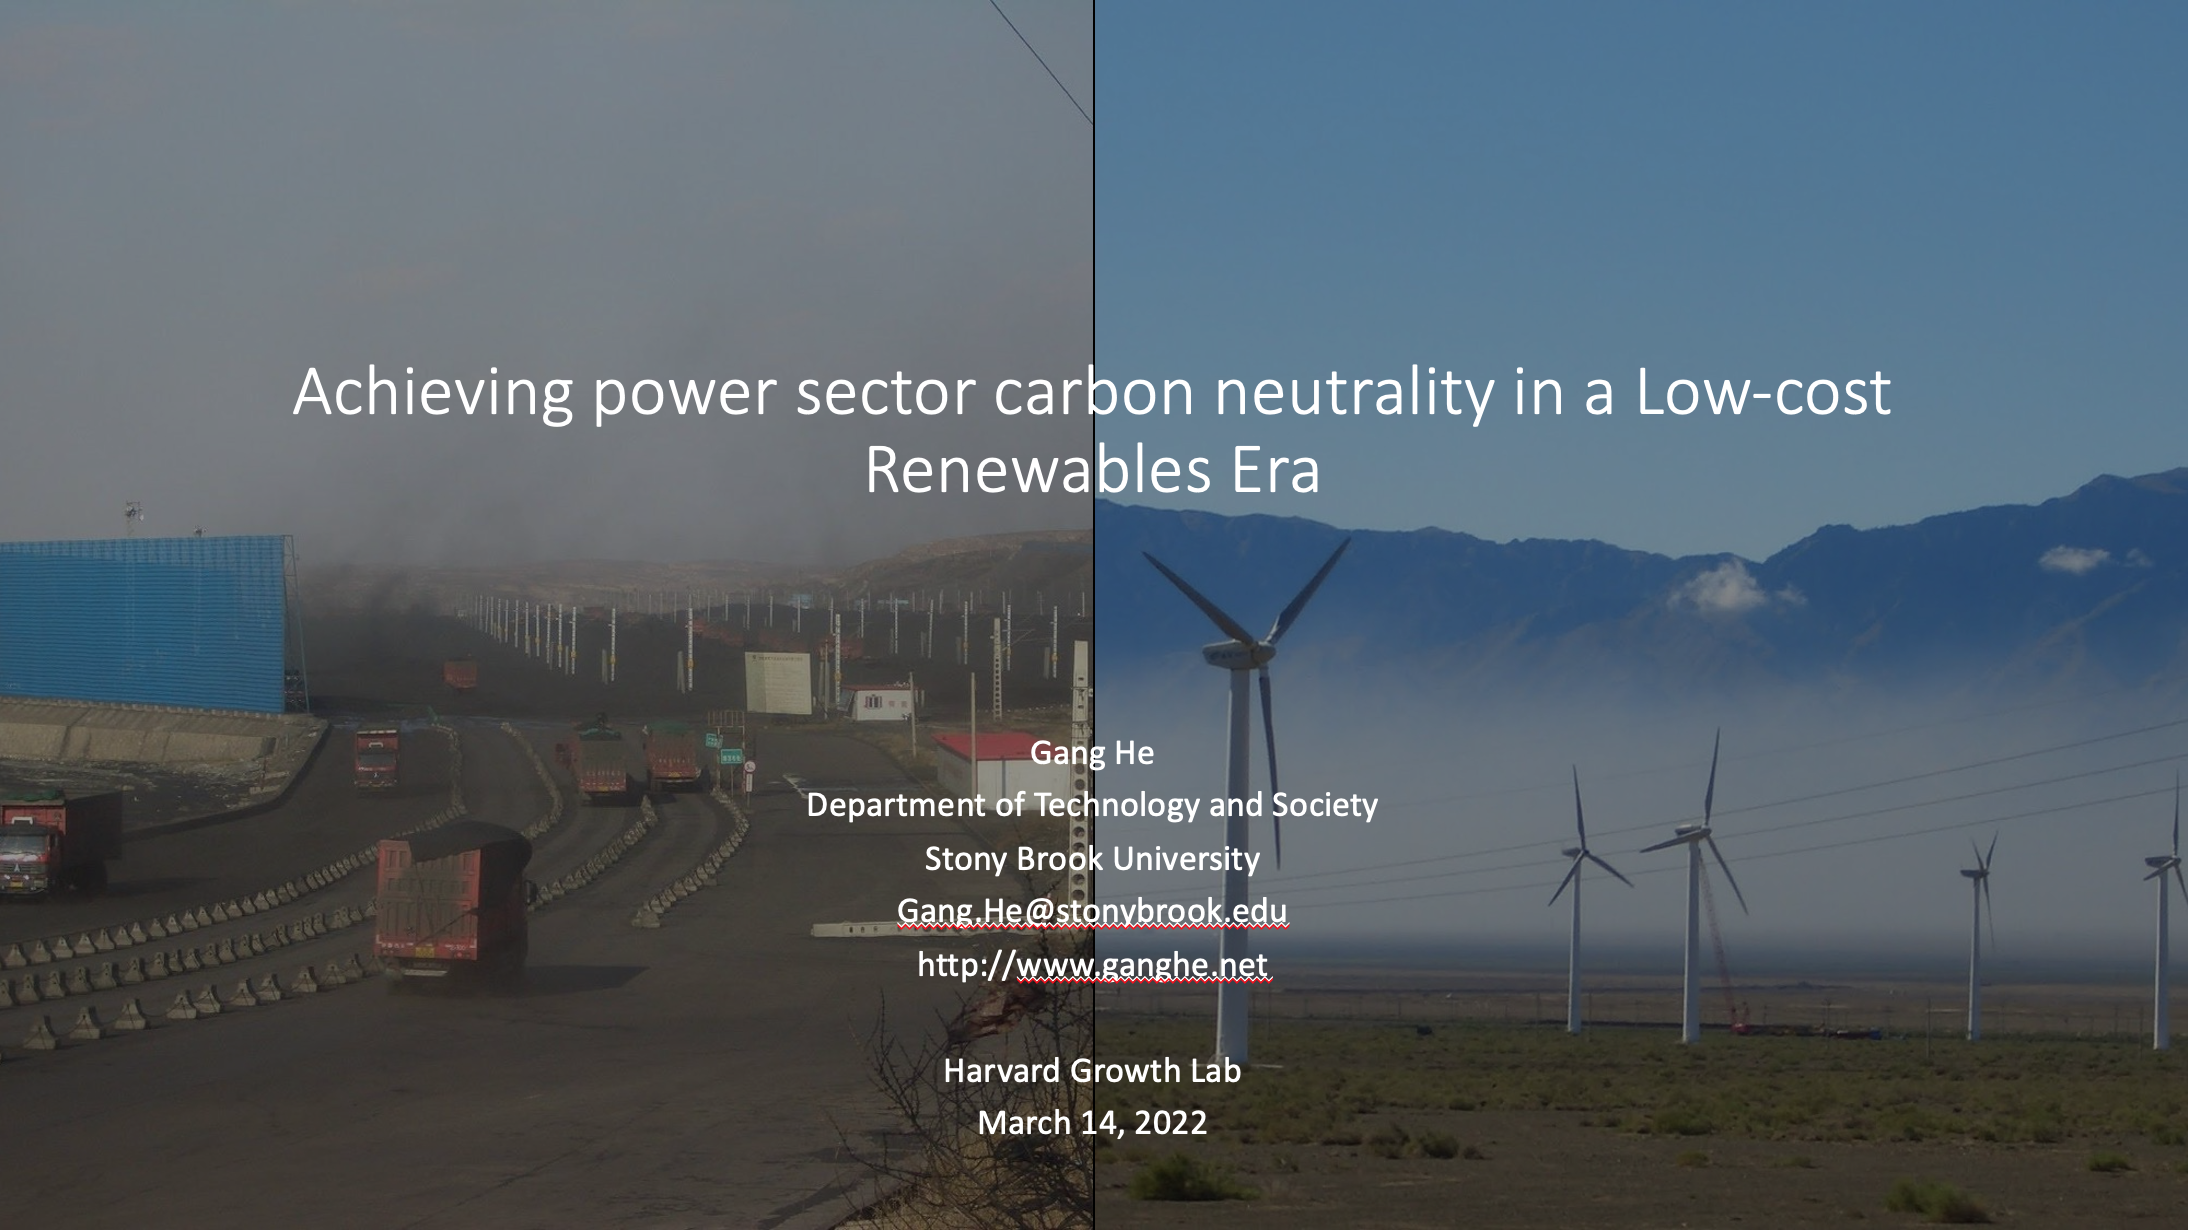 Achieving power sector carbon neutrality in a Low-cost
Renewables Era
Gang He
Department of Technology and Society
Stony Brook University
Gang.He@stonybrook.edu
http://www.ganghe.net
Harvard Growth Lab
March 14, 2022